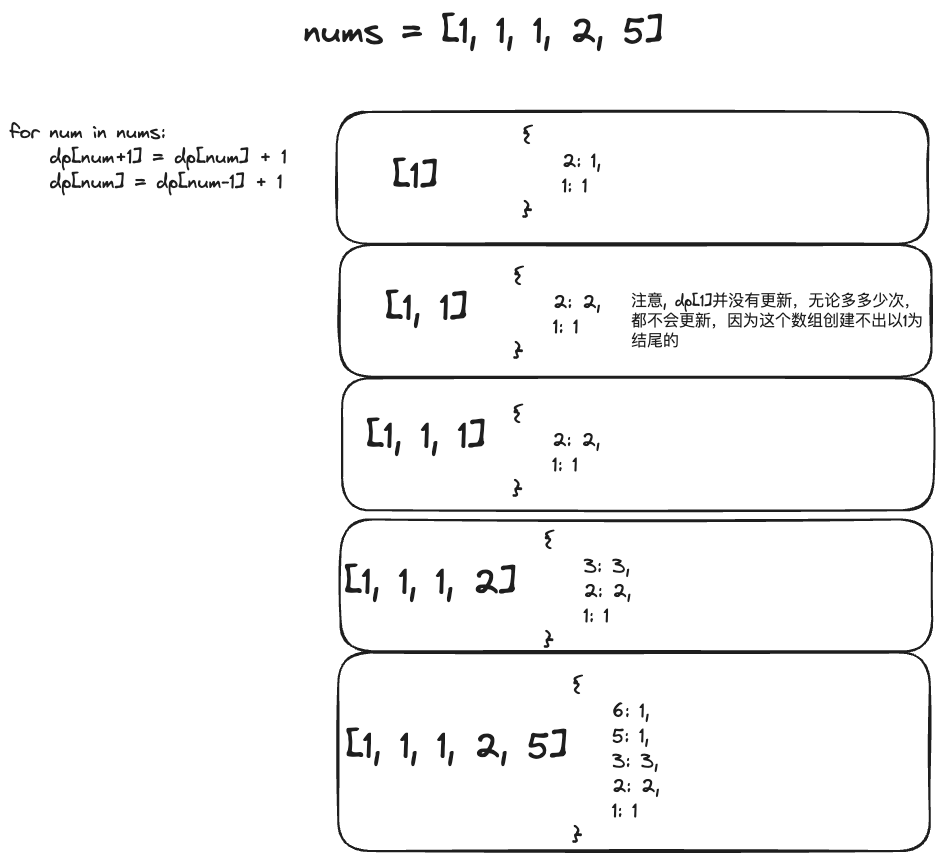 nums = [1, 1, 1, 2, 5]
for num in nums:
dp[num+1] = dp[num] + 1
dp[num] = dp[num-1] + 1
[1]
{
2: 1,
1: 1
}
[1, 1]
{
2: 2,
1: 1
}
注意, dp[1]并没有更新，无论多多少次，
都不会更新，因为这个数组创建不出以1为
结尾的
[1, 1, 1]
{
2: 2,
1: 1
}
[1, 1, 1, 2]
{
3: 3,
2: 2,
1: 1
}
[1, 1, 1, 2, 5]
{
6: 1,
5: 1,
3: 3,
2: 2,
1: 1
}